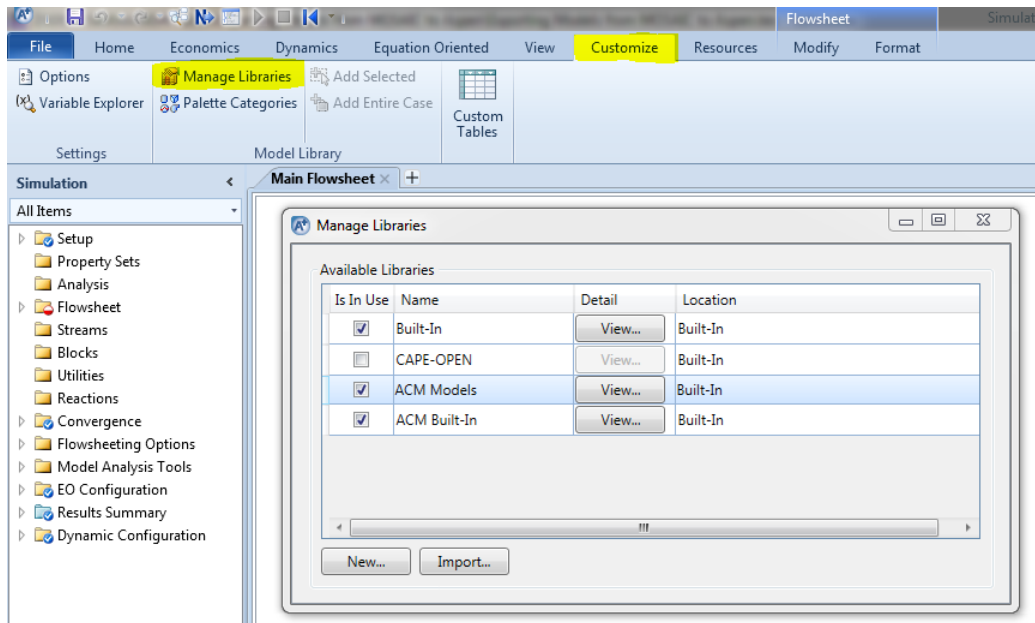 Flowsheet Simulat
File Home Economics Dynamics Equation Oriented View Customize Resources Modify Format
Options
Variable Explorer
Settings
Manage Libraries
Palette Categories
Add Selected
Add Entire Case
Model Library
Custom
Tables
Simulation
All Items
Setup
Property Sets
Analysis
Flowsheet
Streams
Blocks
Utilities
Reactions
Convergence
Flowsheeting Options
Model Analysis Tools
EO Configuration
Results Summary
Dynamic Configuration
Main Flowsheet
Manage Libraries
Available Libraries
Is In Use Name Detail Location
Built-In View... Built-In
CAPE-OPEN View... Built-In
ACM Models View... Built-In
ACM Built-In View... Built-In
New... Import...